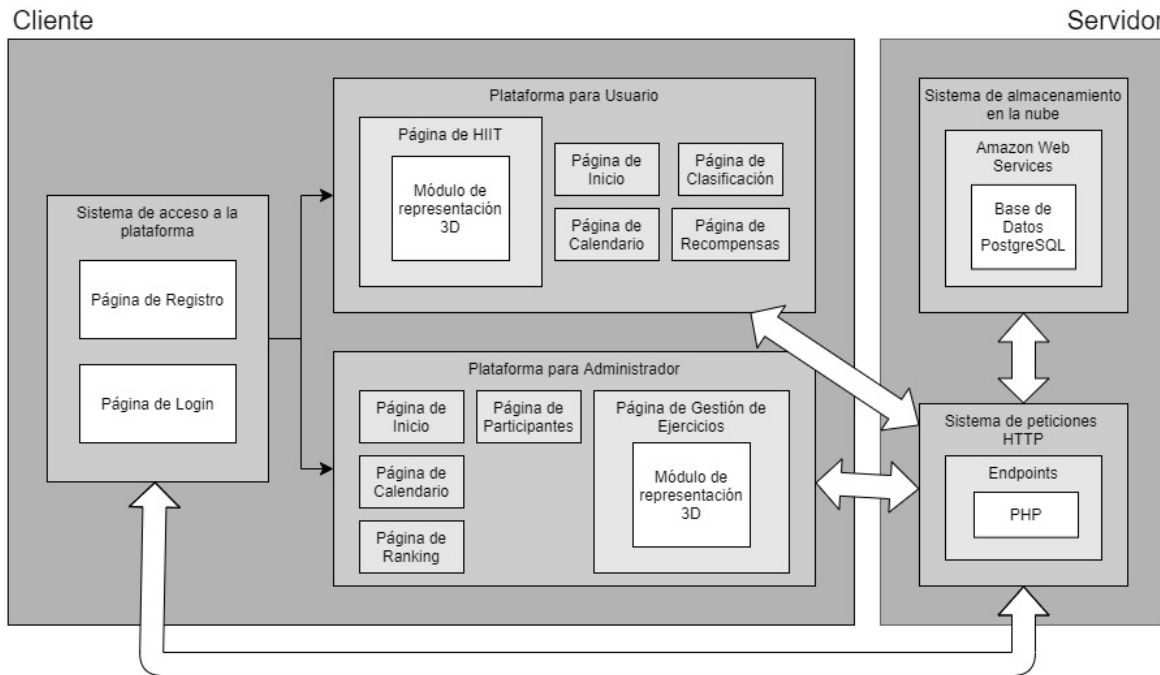 Cliente
Servidor
Plataforma para Usuario
Página de HIIT
Módulo de
representación
3D
Página de
Inicio
Página de
Clasificación
Página de
Calendario
Página de
Recompensas
Sistema de acceso a la
plataforma
Página de Registro
Página de Login
Plataforma para Administrador
Página de
Inicio
Página de
Participantes
Página de
Calendario
Página de
Ranking
Página de Gestión de
Ejercicios
Módulo de
representación
3D
Sistema de almacenamiento
en la nube
Amazon Web
Services
Base de
Datos
PostgreSQL
Sistema de peticiones
HTTP
Endpoints
PHP